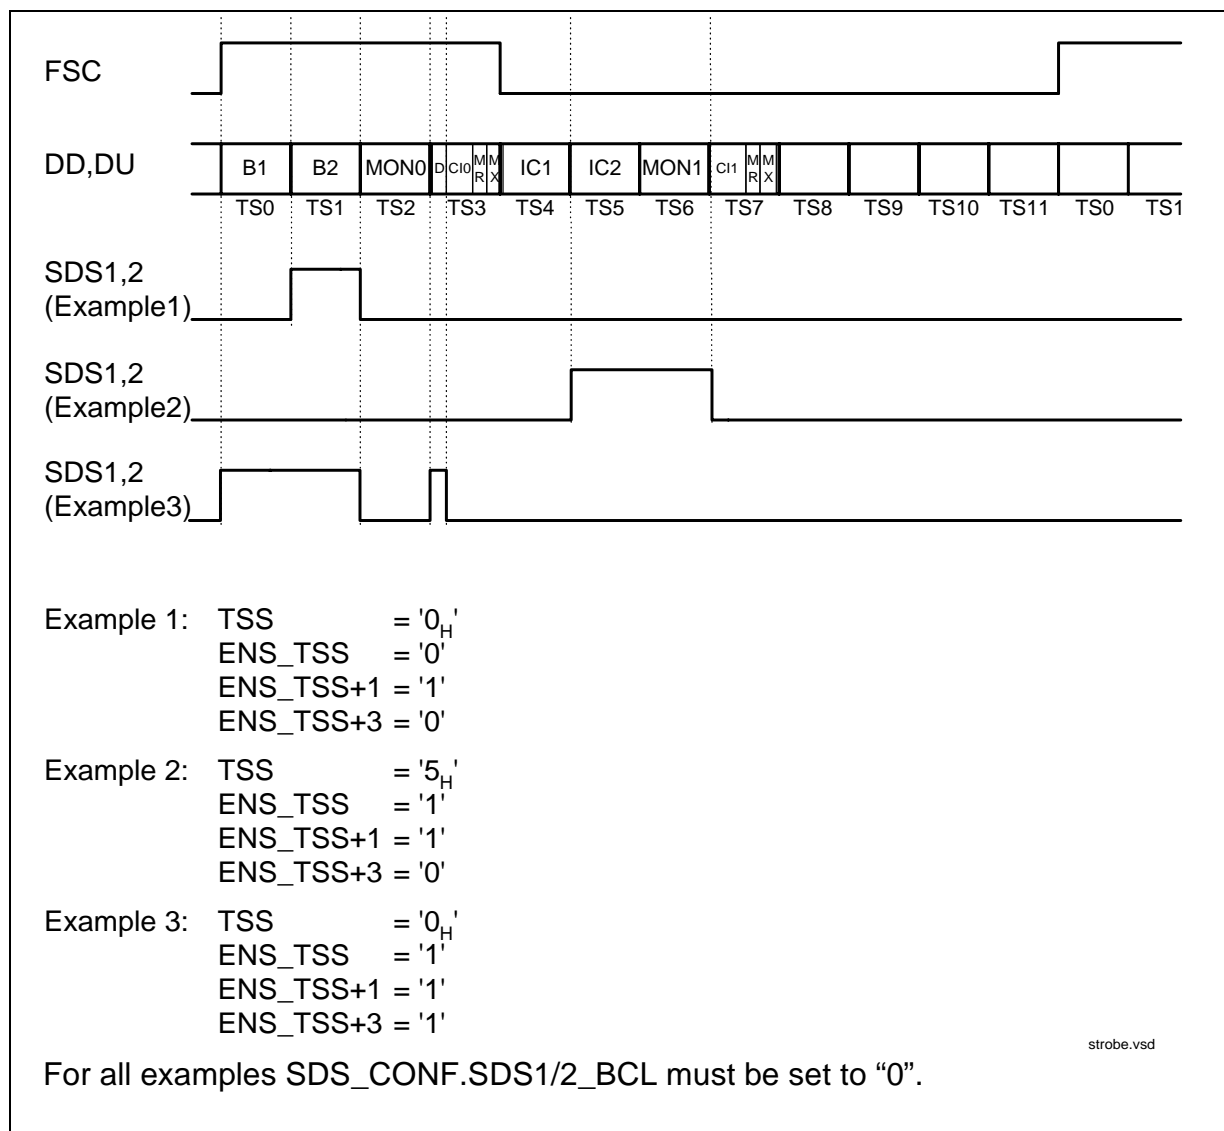 FSC
DD,DU B1 B2 MON0 D CI0 MR MX IC1 IC2 MON1 CI1 MR MX
TS0 TS1 TS2 TS3 TS4 TS5 TS6 TS7 TS8 TS9 TS10 TS11 TS0 TS1
SDS1,2
(Example1)
SDS1,2
(Example2)
SDS1,2
(Example3)
Example 1: TSS = '0H'
ENS_TSS = '0'
ENS_TSS+1 = '1'
ENS_TSS+3 = '0'
Example 2: TSS = '5H'
ENS_TSS = '1'
ENS_TSS+1 = '1'
ENS_TSS+3 = '0'
Example 3: TSS = '0H'
ENS_TSS = '1'
ENS_TSS+1 = '1'
ENS_TSS+3 = '1'
strobe.vsd
For all examples SDS_CONF.SDS1/2_BCL must be set to “0”.